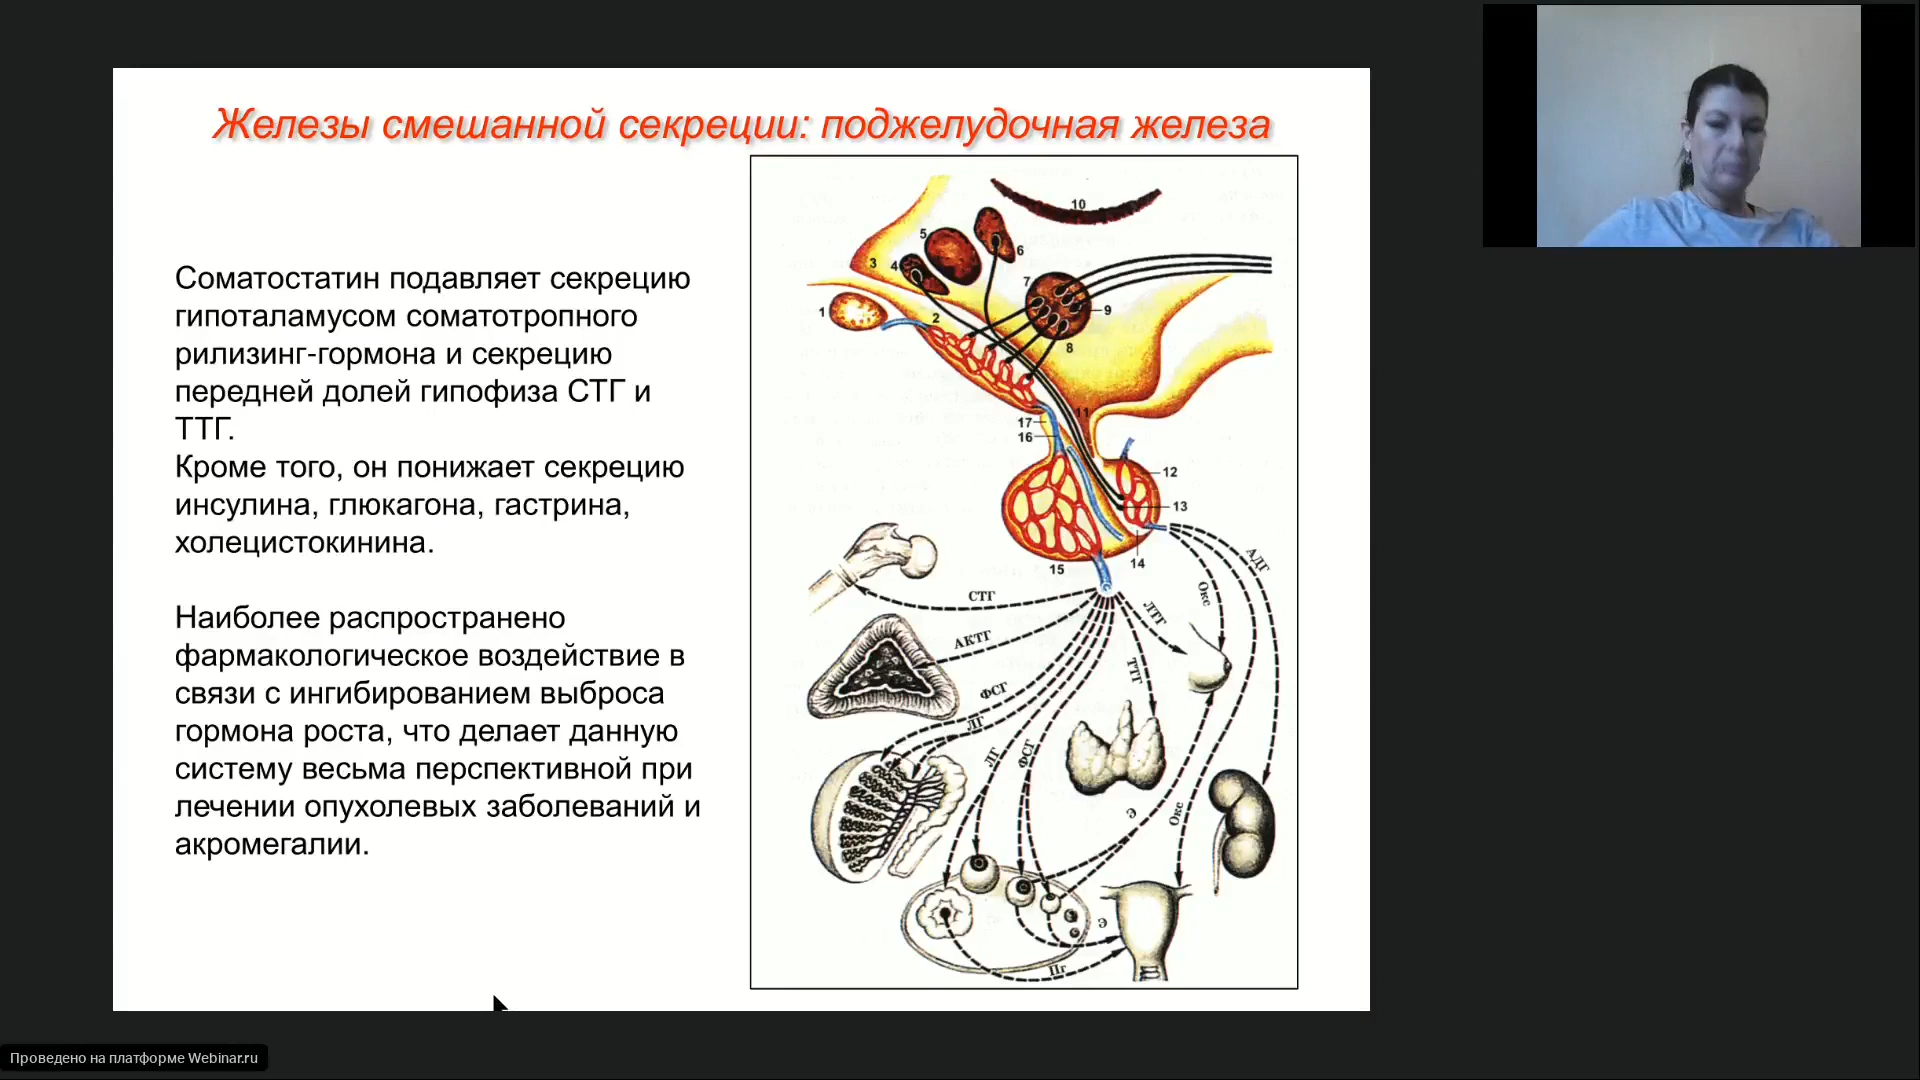 Железы смешанной секреции: поджелудочная железа
Соматостатин подавляет секрецию
гипоталамусом соматотропного
рилизинг-гормона и секрецию
передней долей гипофиза СТГ и
ТТГ.
Кроме того, он понижает секрецию
инсулина, глюкагона, гастрина,
холецистокинина.
Наиболее распространено
фармакологическое воздействие в
связи с ингибированием выброса
гормона роста, что делает данную
систему весьма перспективной при
лечении опухолевых заболеваний и
акромегалии.
10
5
6
3
4
7
1
2
9
8
11
17
16
12
13
15
14
АДГ
Окс
СТГ
ЛТГ
АКТГ
ТТГ
ФСГ
ЛГ
ЛГ
ФСГ
Э
Окс
Э
Пг
Проведено на платформе Webinar.ru